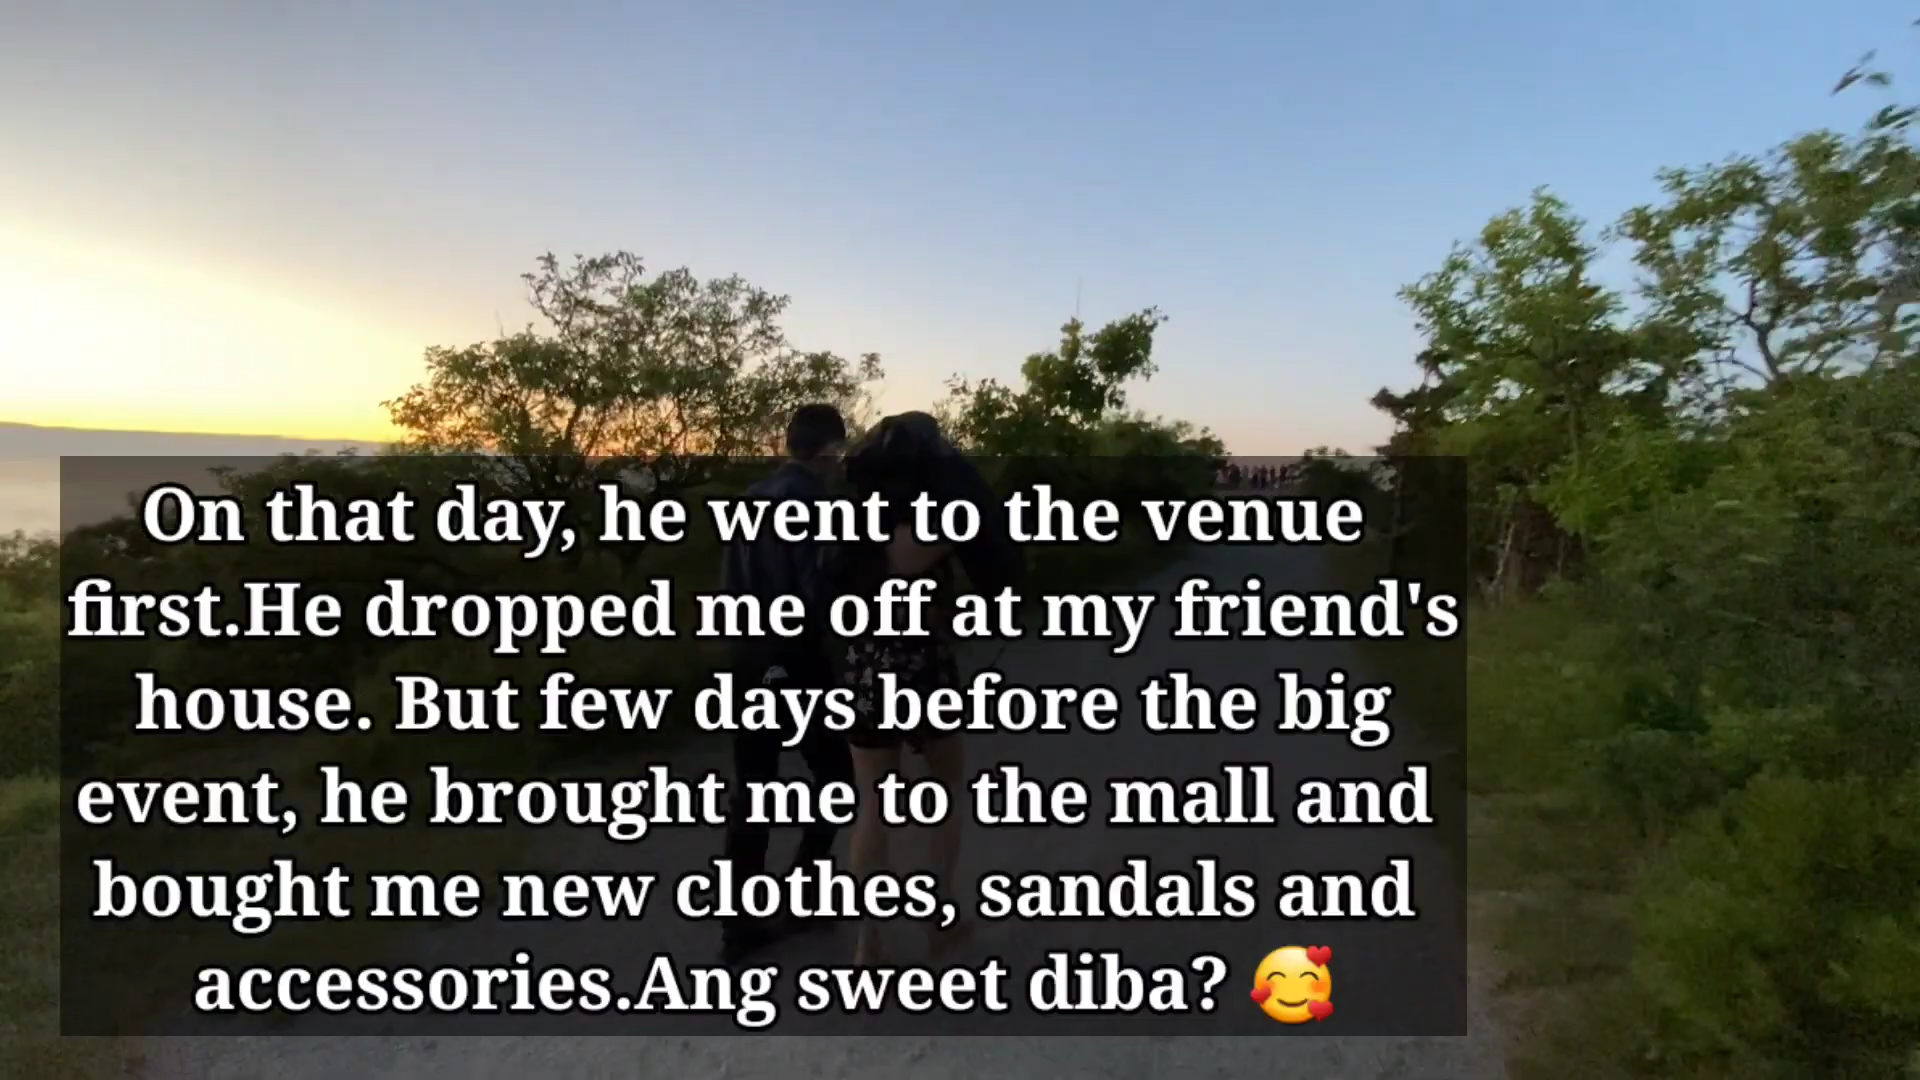 On that day, he went to the venue
first.He dropped me off at my friend's
house. But few days before the big
event, he brought me to the mall and
bought me new clothes, sandals and
accessories.Ang sweet diba? 🥰